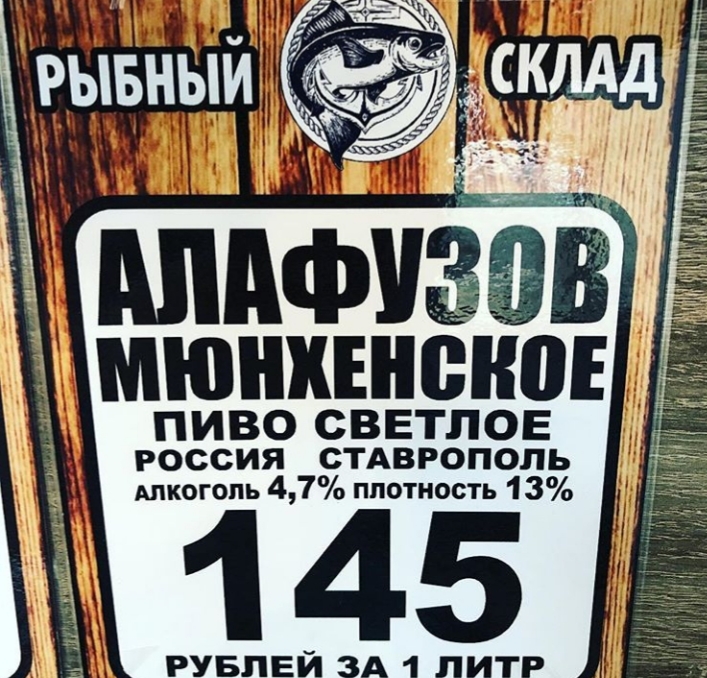 РЫБНЫЙ СКЛАД
АЛАФУЗОВ
МЮНХЕНСКОЕ
ПИВО СВЕТЛОЕ
РОССИЯ СТАВРОПОЛЬ
АЛКОГОЛЬ 4,7% ПЛОТНОСТЬ 13%
145
РУБЛЕЙ ЗА 1 ЛИТР